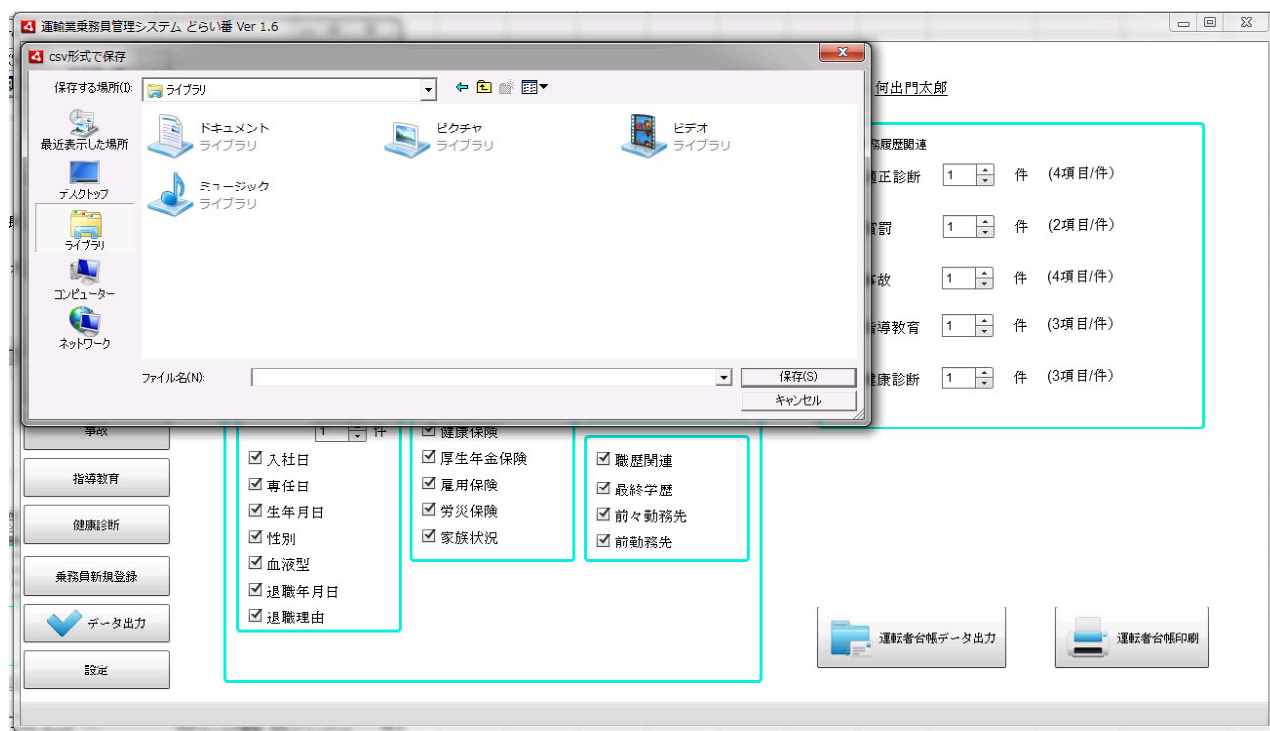 運輸業乗務員管理システム どらい番 Ver 1.6
csv形式で保存
保存する場所(I):
ライブラリ
最近表示した場所
デスクトップ
ライブラリ
コンピューター
ネットワーク
ドキュメント
ライブラリ
ピクチャ
ライブラリ
ビデオ
ライブラリ
ミュージック
ライブラリ
ファイル名(N):
保存(S)
キャンセル
何出門太郎
務履歴関連
適正診断 1 件 (4項目/件)
賞罰 1 件 (2項目/件)
事故 1 件 (4項目/件)
指導教育 1 件 (3項目/件)
健康診断 1 件 (3項目/件)
事故
指導教育
健康診断
乗務員新規登録
データ出力
設定
1 件
入社日
専任日
生年月日
性別
血液型
退職年月日
退職理由
健康保険
厚生年金保険
雇用保険
労災保険
家族状況
職歴関連
最終学歴
前々勤務先
前勤務先
運転者台帳データ出力
運転者台帳印刷